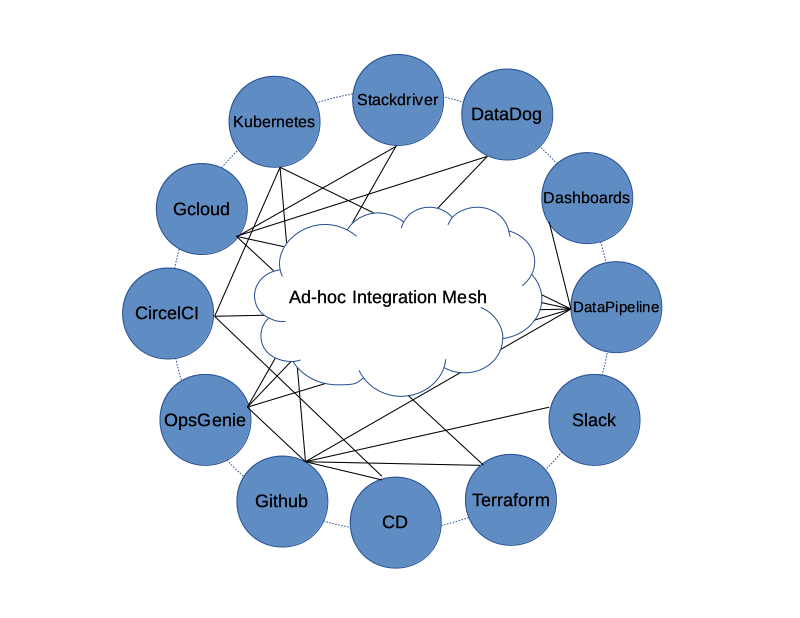 Stackdriver
DataDog
Kubernetes
Dashboards
Gcloud
Ad-hoc Integration Mesh
DataPipeline
CircelCI
OpsGenie
Slack
Github
Terraform
CD